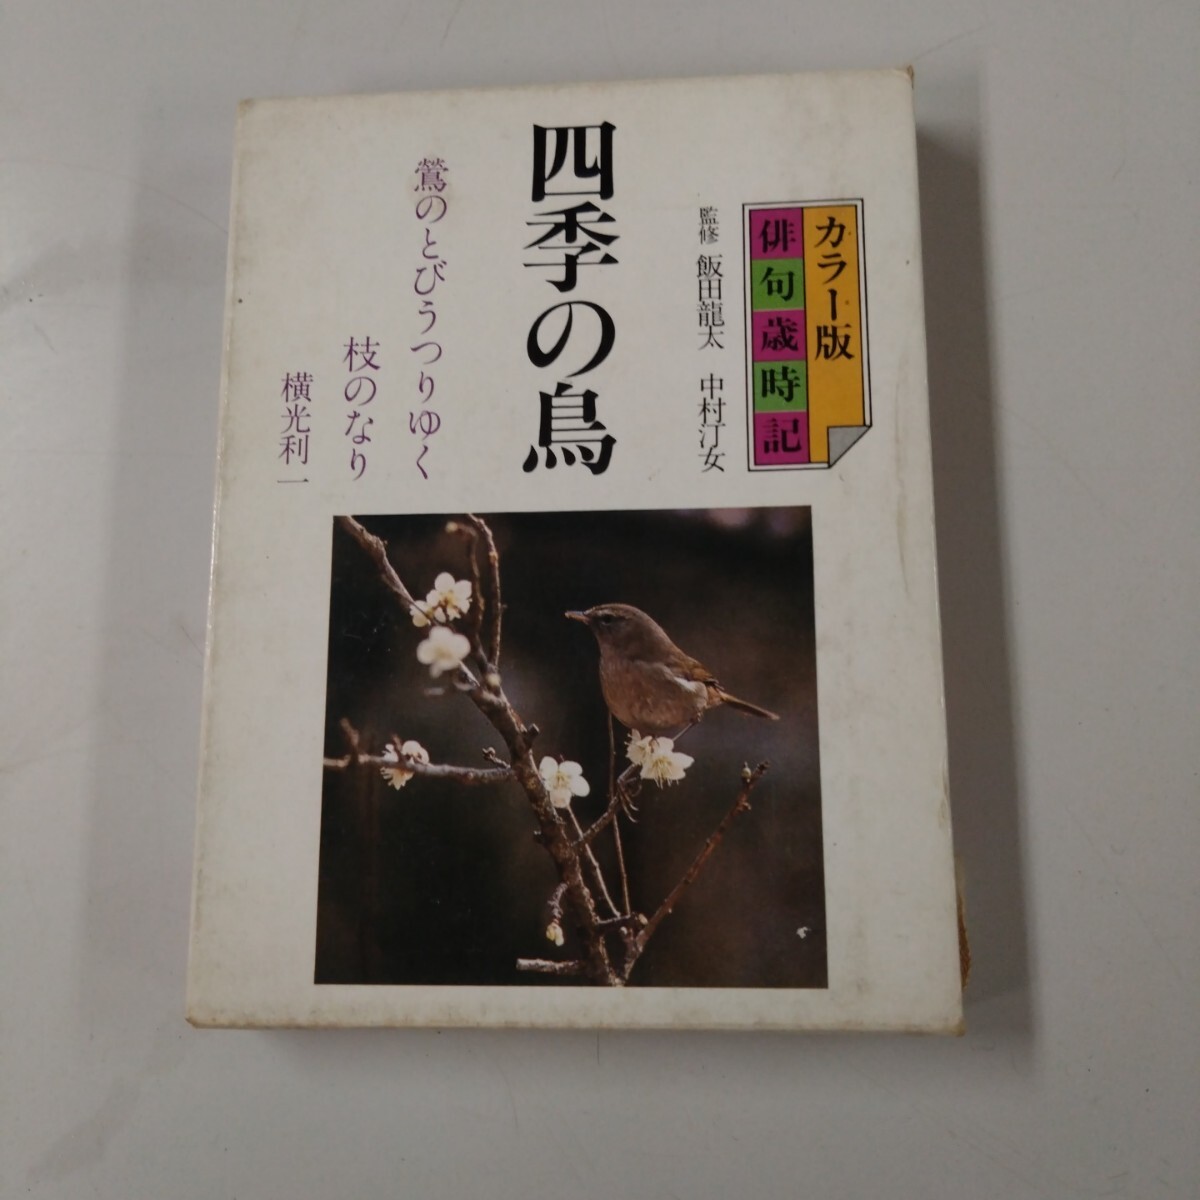 カラー版
俳句歳時記
監修 飯田龍太 中村汀女
四季の鳥
鶯のとびうつりゆく
枝のなり
横光利一